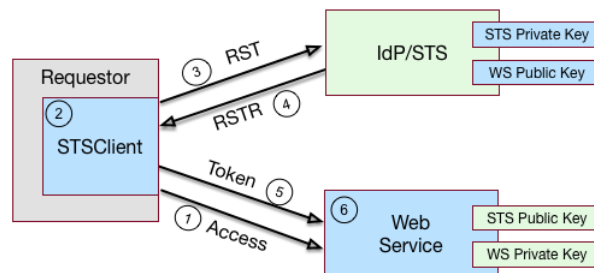 STS Private Key
IdP/STS
WS Public Key
3 RST
Requestor
RSTR 4
2
STSClient
Token 5
6
1 Access
Web
Service
STS Public Key
WS Private Key